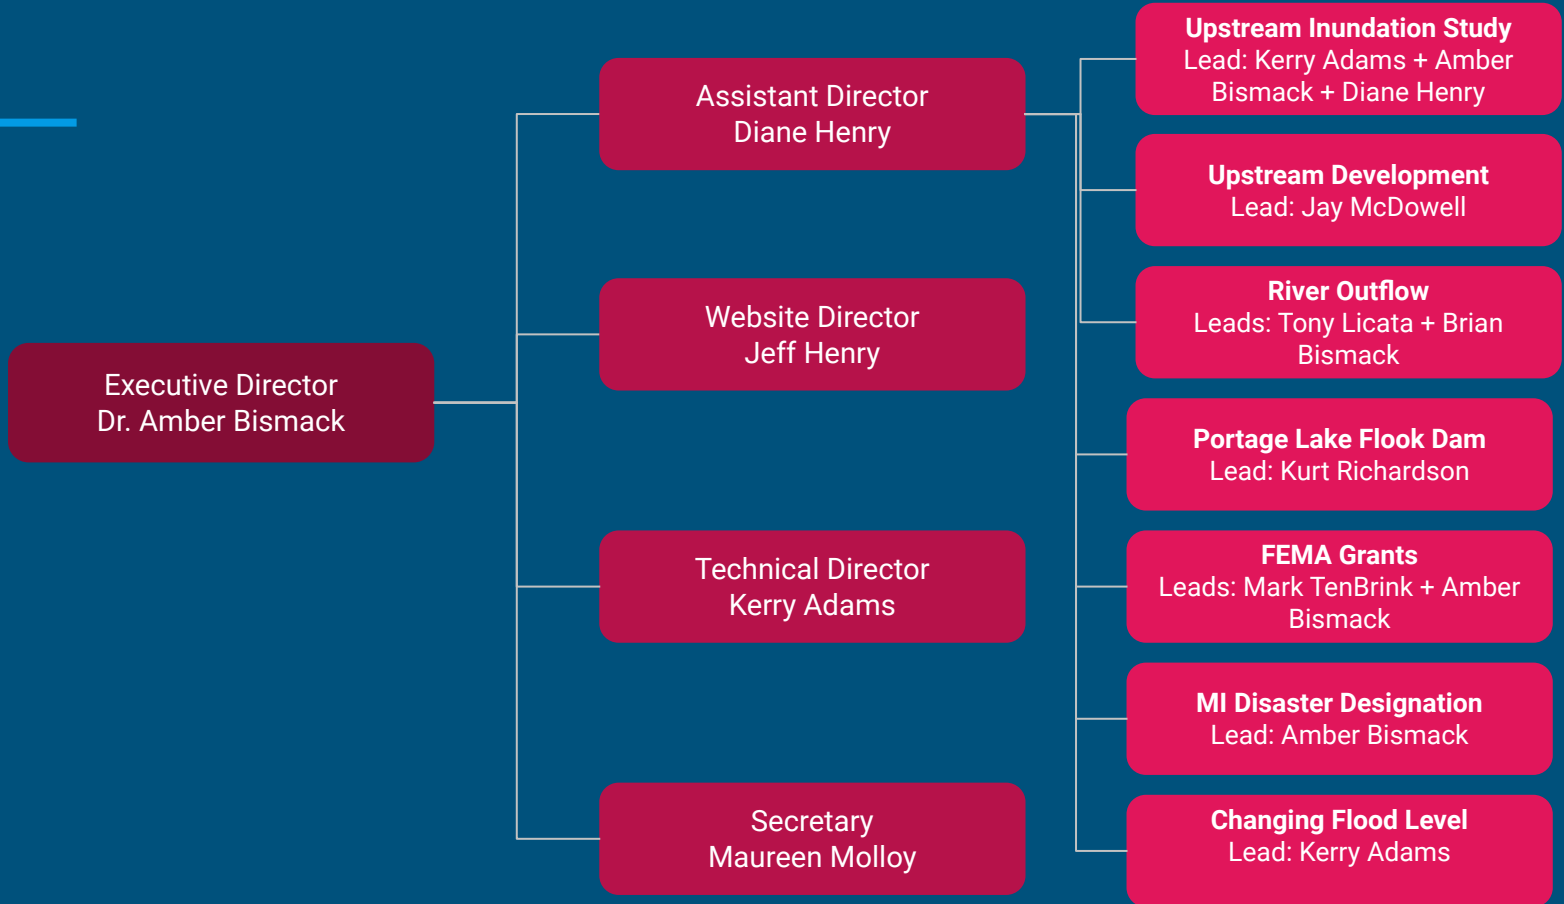 Executive Director
Dr. Amber Bismack
Assistant Director
Diane Henry
Website Director
Jeff Henry
Technical Director
Kerry Adams
Secretary
Maureen Molloy
Upstream Inundation Study
Lead: Kerry Adams + Amber
Bismack + Diane Henry
Upstream Development
Lead: Jay McDowell
River Outflow
Leads: Tony Licata + Brian
Bismack
Portage Lake Flook Dam
Lead: Kurt Richardson
FEMA Grants
Leads: Mark TenBrink + Amber
Bismack
MI Disaster Designation
Lead: Amber Bismack
Changing Flood Level
Lead: Kerry Adams